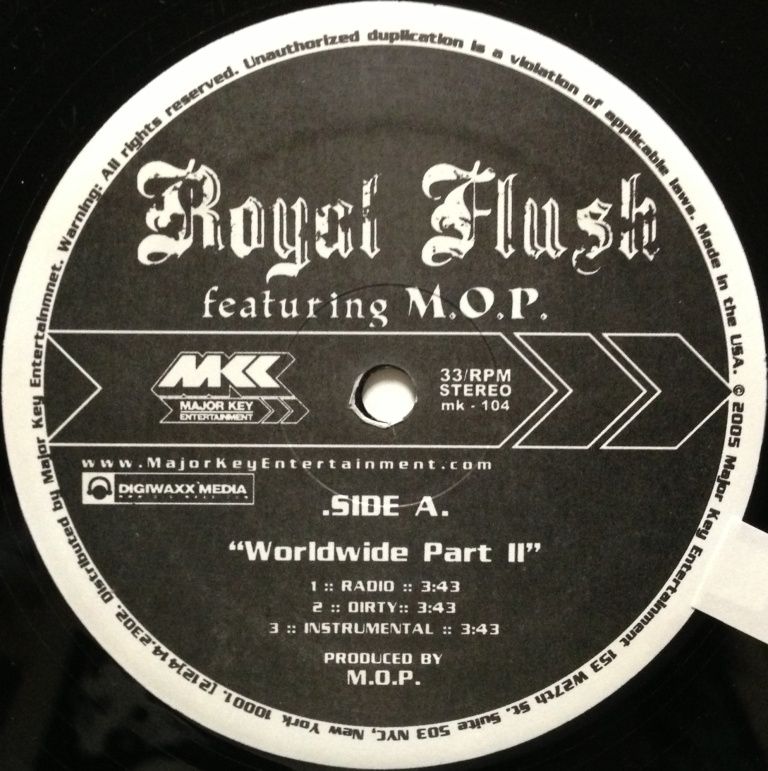 Royal Flush
featuring M.O.P.
MK
MAJOR KEY
ENTERTAINMENT
33/RPM
STEREO
mk - 104
www.MajorKeyEntertainment.com
DIGIWAXX MEDIA
.SIDE A.
“Worldwide Part II”
1 :: RADIO :: 3:43
2 :: DIRTY:: 3:43
3 :: INSTRUMENTAL :: 3:43
PRODUCED BY
M.O.P.
© 2005 Major Key Entertainment 153 W27th St. Suite 503 NYC, New York 10001. (212)414.2302. Distributed by Major Key Entertainmnet. Warning: All rights reserved. Unauthorized duplication is a violation of applicable laws. Made in the USA.